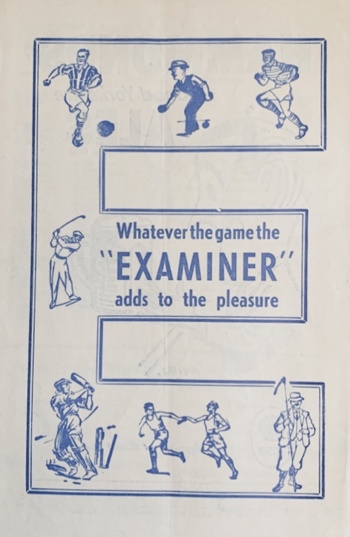 Whatever the game the
"EXAMINER"
adds to the pleasure